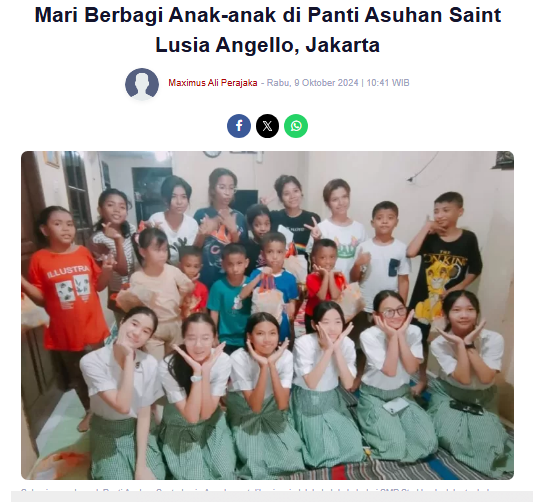 Mari Berbagi Anak-anak di Panti Asuhan Saint
Lusia Angello, Jakarta
Maximus Ali Perajaka - Rabu, 9 Oktober 2024 | 10:41 WIB
ILLUSTRA